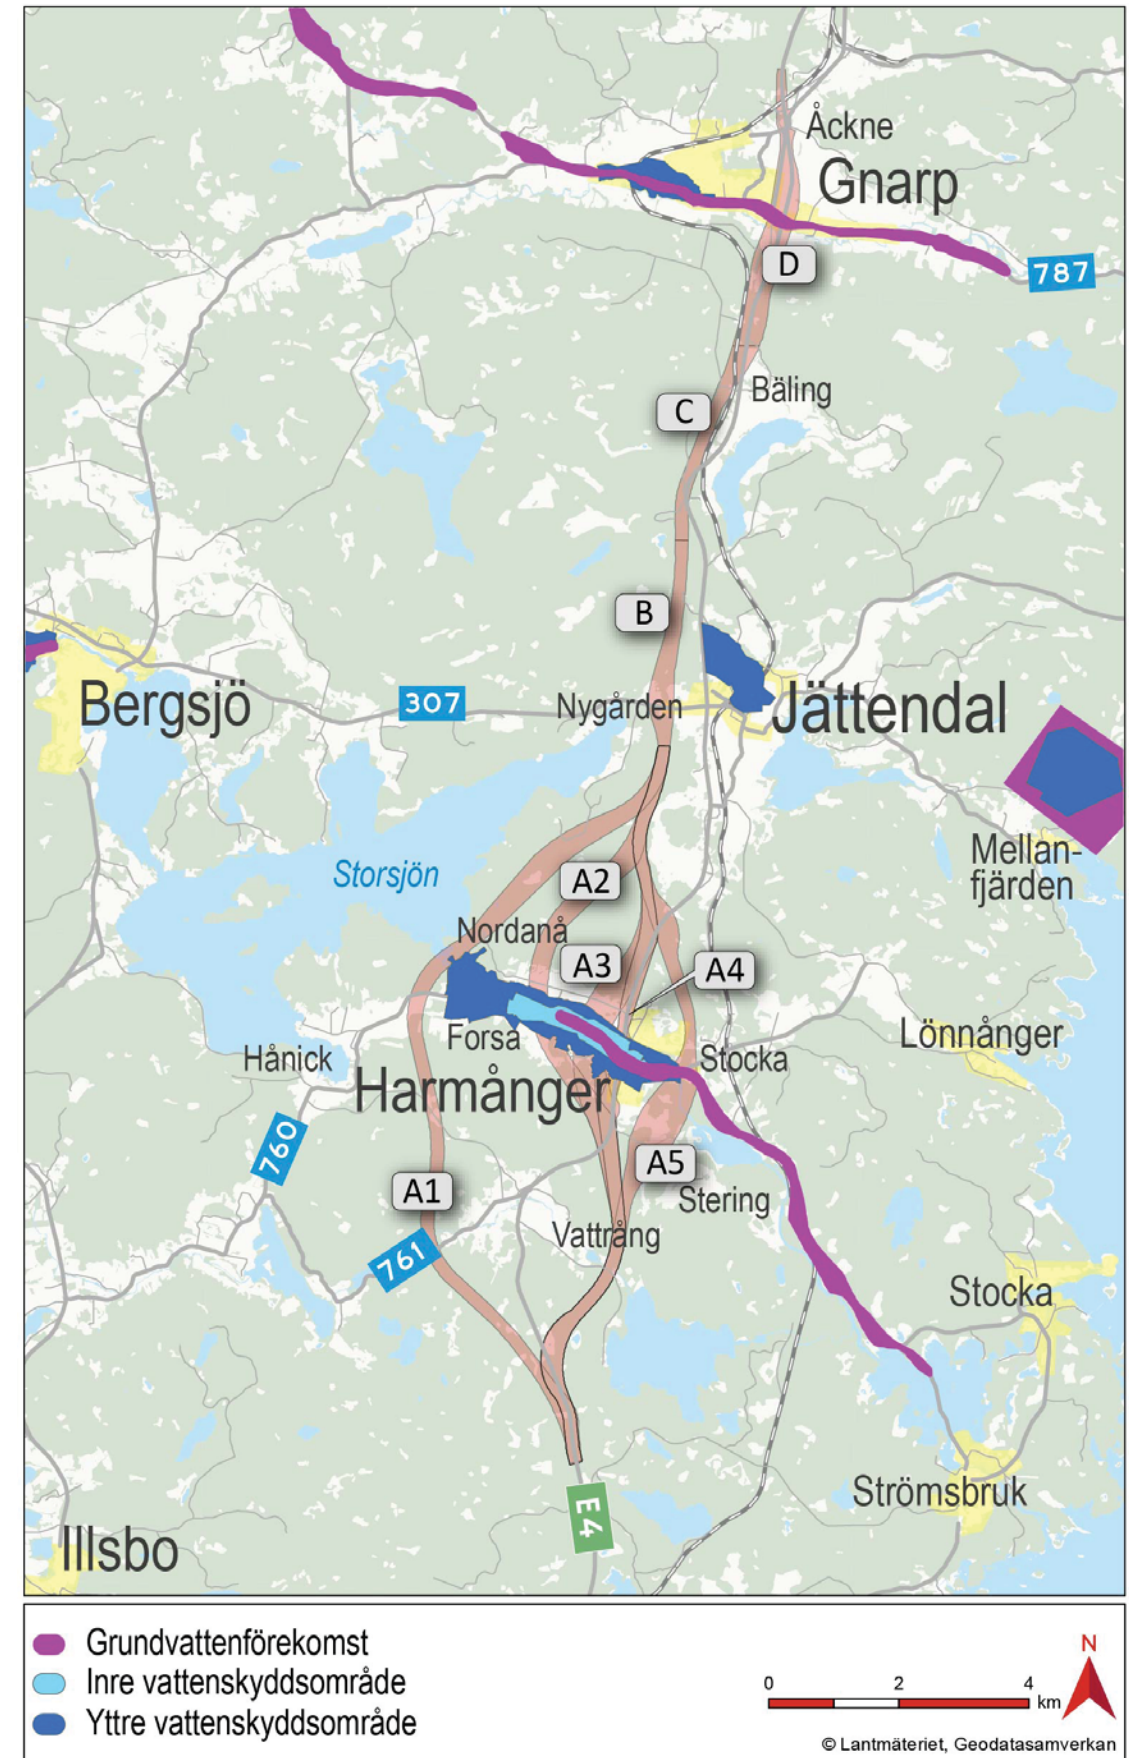 Åckne
Gnarp
D
787
Bäling
C
B
Bergsjö
307
Nygården
Jättendal
Mellan-
fjärden
Storsjön
A2
Nordanå
A3
A4
Forsa
Lönnånger
Hånick
Stocka
Harmånger
760
A5
A1
Stering
Vattrång
761
Stocka
Strömsbruk
E4
Illsbo
Grundvattenförekomst
Inre vattenskyddsområde
Yttre vattenskyddsområde
N
0 2 4 km
© Lantmäteriet, Geodatasamverkan